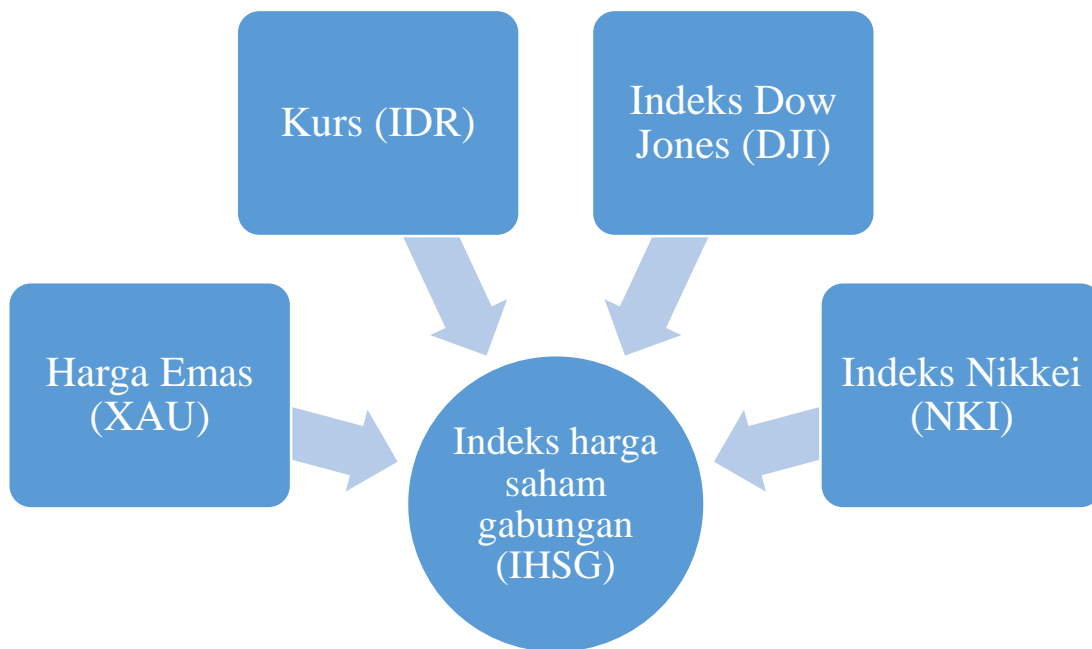 Kurs (IDR)
Indeks Dow
Jones (DJI)
Harga Emas
(XAU)
Indeks Nikkei
(NKI)
Indeks harga
saham
gabungan
(IHSG)